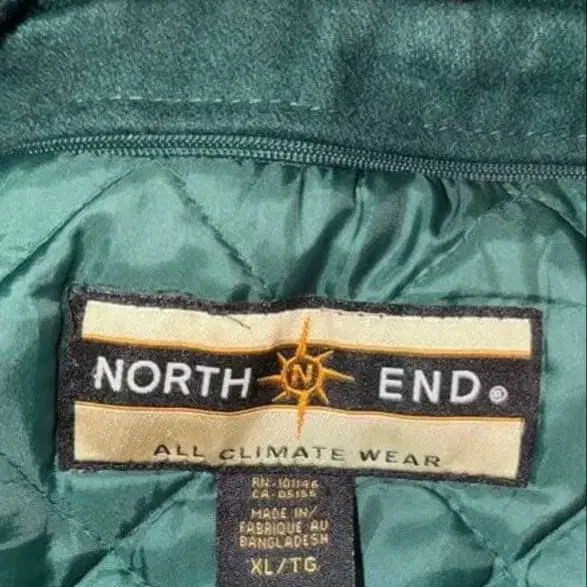 NORTH N END ®
ALL CLIMATE WEAR
RN-101146
CA-05155
MADE IN/
FABRIQUE AU
BANGLADESH
XL/TG